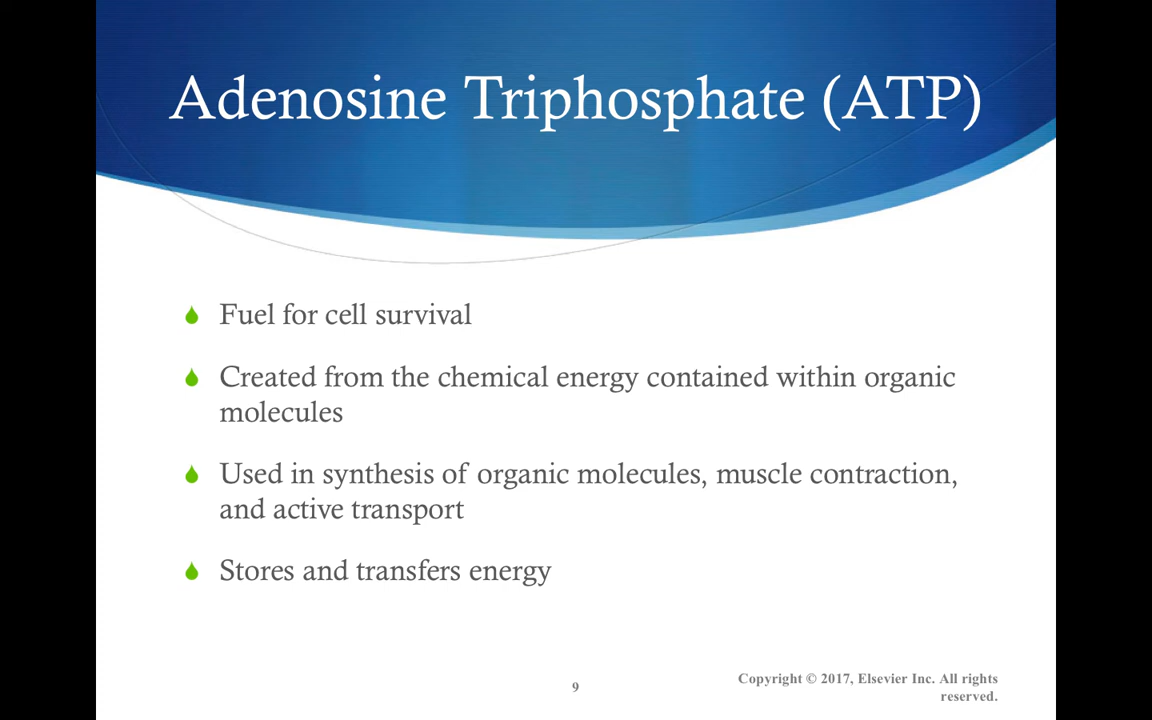 Adenosine Triphosphate (ATP)
Fuel for cell survival
Created from the chemical energy contained within organic
molecules
Used in synthesis of organic molecules, muscle contraction,
and active transport
Stores and transfers energy
9
Copyright © 2017, Elsevier Inc. All rights
reserved.